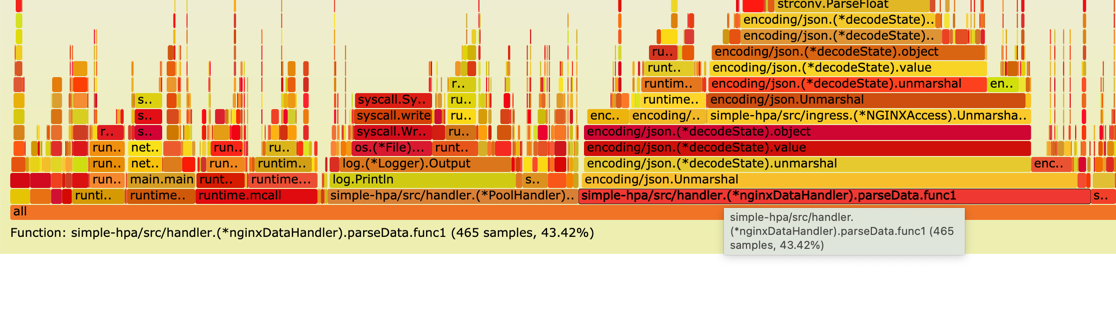 strconv.ParseFloat
encoding/json.(*decodeState)..
encoding/json.(*decodeState)..
ru.. encoding/json.(*decodeState).object
runt.. encoding/json.(*decodeState).value
r.. runtim.. encoding/json.(*decodeState).unmarshal en..
s.. syscall.Sy... ru.. runtime.. encoding/json.Unmarshal
s.. syscall.write ru.. enc.. encoding/.. simple-hpa/src/ingress.(*NGINXAccess).Unmarsha..
r.. s.. syscall.Wr... ru.. encoding/json.(*decodeState).object
run.. net.. run.. ru.. os.(*File)... runt.. encoding/json.(*decodeState).value
run... net.. run... runtim.. log.(*Logger).Output encoding/json.(*decodeState).unmarshal enc...
run.. main.main runt.. runtime... log.Println s.. encoding/json.Unmarshal
runti.. runtime.. runtime.mcall simple-hpa/src/handler.(*PoolHandler).. simple-hpa/src/handler.(*nginxDataHandler).parseData.func1 s..
all
Function: simple-hpa/src/handler.(*nginxDataHandler).parseData.func1 (465 samples, 43.42%)
simple-hpa/src/handler.
(*nginxDataHandler).parseData.func1 (465
samples, 43.42%)